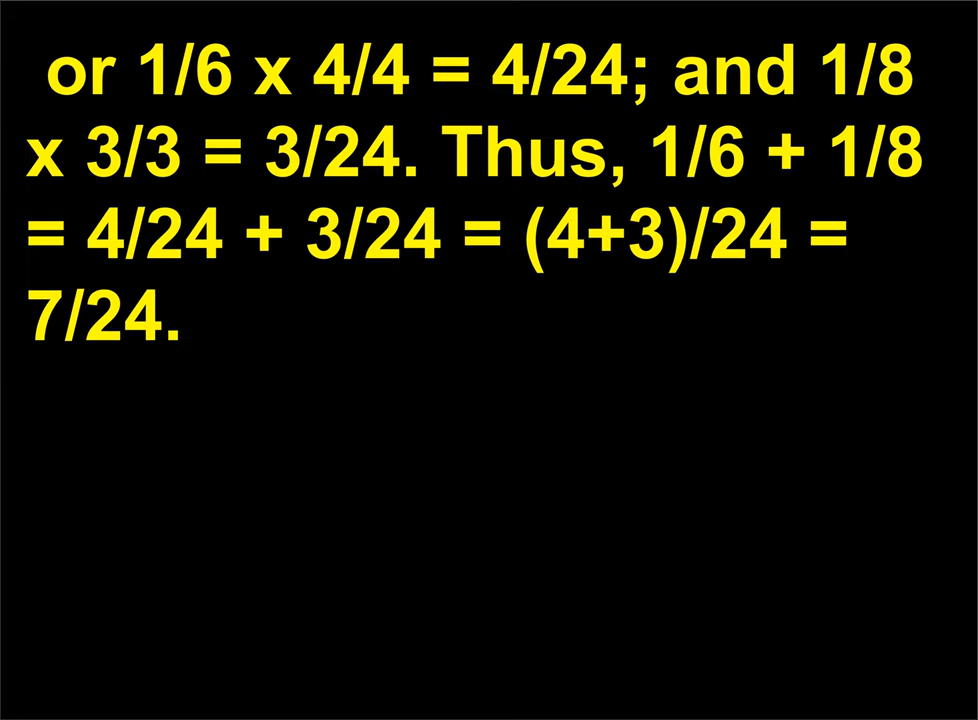 or 1/6 x 4/4 = 4/24; and 1/8
x 3/3 = 3/24. Thus, 1/6 + 1/8
= 4/24 + 3/24 = (4+3)/24 =
7/24.